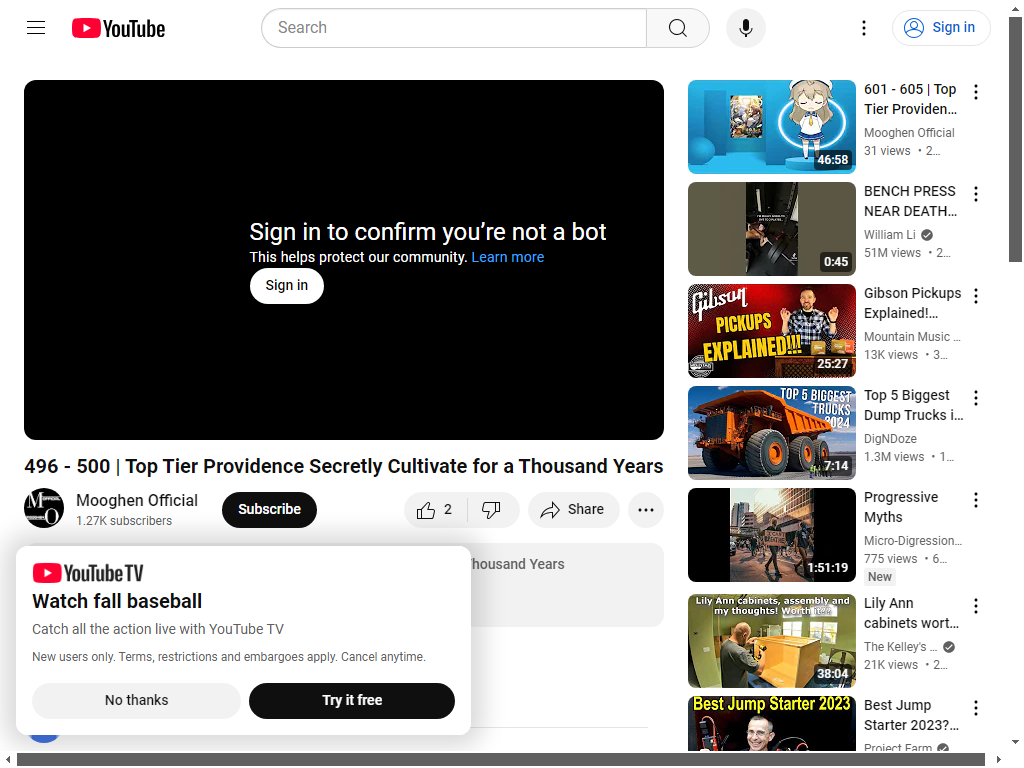 YouTube
Search
Sign in
Sign in to confirm you're not a bot
This helps protect our community. Learn more
Sign in
496 - 500 | Top Tier Providence Secretly Cultivate for a Thousand Years
Mooghen Official
1.27K subscribers
Subscribe
2
Share
housand Years
YouTube TV
Watch fall baseball
Catch all the action live with YouTube TV
New users only. Terms, restrictions and embargoes apply. Cancel anytime.
No thanks
Try it free
46:58
601 - 605 | Top
Tier Providen...
Mooghen Official
31 views • 2...
0:45
BENCH PRESS
NEAR DEATH...
William Li
51M views • 2...
Gibson
PICKUPS
EXPLAINED!!!
25:27
Gibson Pickups
Explained!...
Mountain Music ...
13K views • 3...
TOP 5 BIGGEST
TRUCKS
2024
7:14
Top 5 Biggest
Dump Trucks i...
DigNDoze
1.3M views • 1...
1:51:19
Progressive
Myths
Micro-Digression...
775 views • 6...
New
Lily Ann cabinets, assembly and
my thoughts! Worth it??
38:04
Lily Ann
cabinets wort...
The Kelley's ...
21K views • 2...
Best Jump Starter 2023
Best Jump
Starter 2023?...
Project Farm